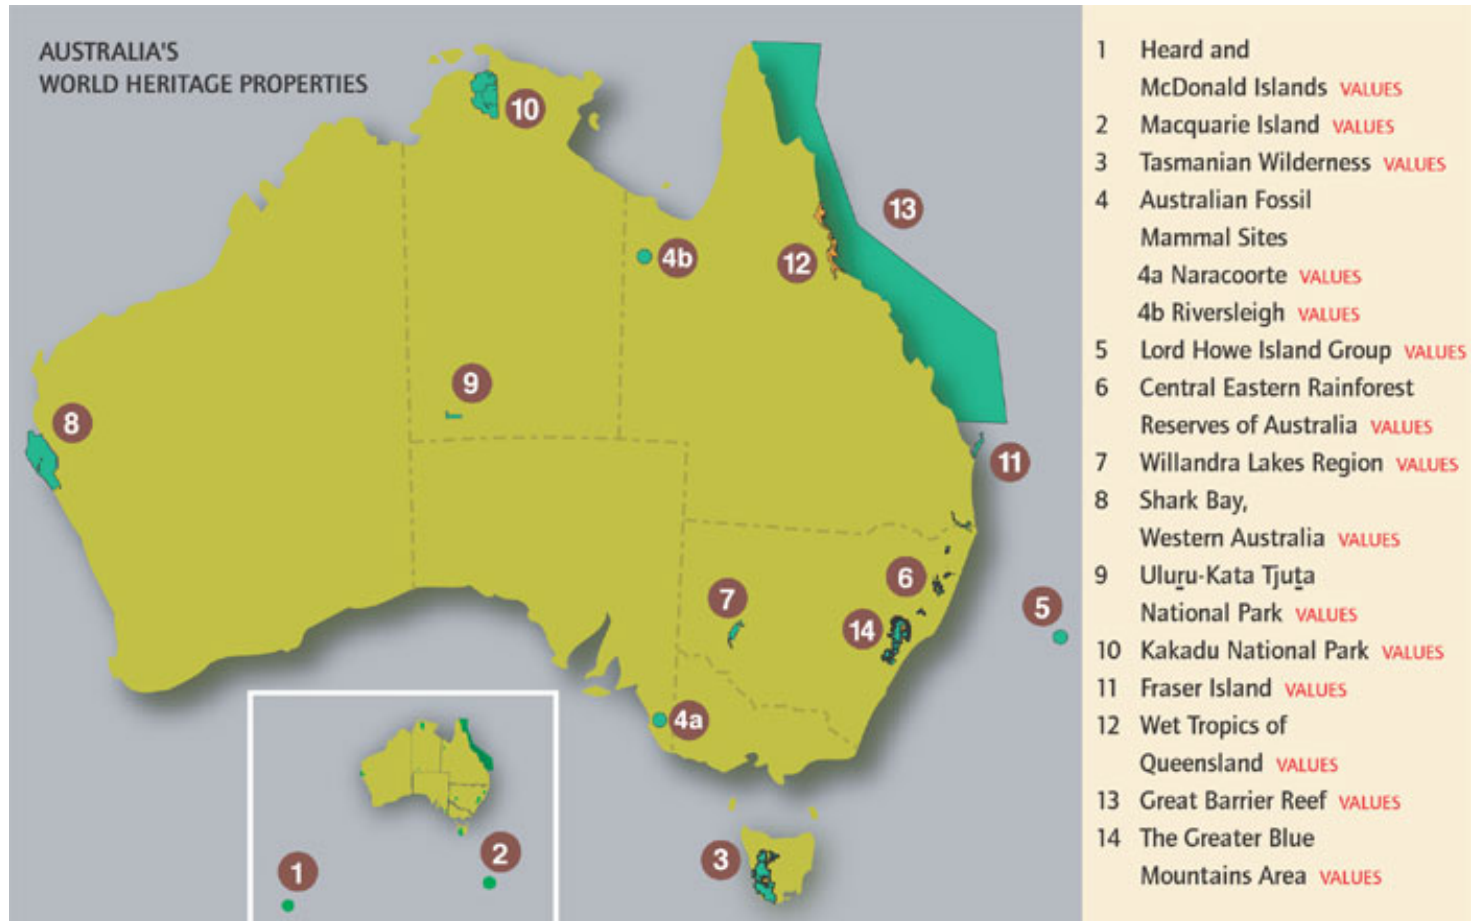 AUSTRALIA'S
WORLD HERITAGE PROPERTIES
10
13
12
4b
9
8
11
6
7
5
14
4a
3
2
1
1 Heard and
McDonald Islands VALUES
2 Macquarie Island VALUES
3 Tasmanian Wilderness VALUES
4 Australian Fossil
Mammal Sites
4a Naracoorte VALUES
4b Riversleigh VALUES
5 Lord Howe Island Group VALUES
6 Central Eastern Rainforest
Reserves of Australia VALUES
7 Willandra Lakes Region VALUES
8 Shark Bay,
Western Australia VALUES
9 Uluṟu-Kata Tjuṯa
National Park VALUES
10 Kakadu National Park VALUES
11 Fraser Island VALUES
12 Wet Tropics of
Queensland VALUES
13 Great Barrier Reef VALUES
14 The Greater Blue
Mountains Area VALUES